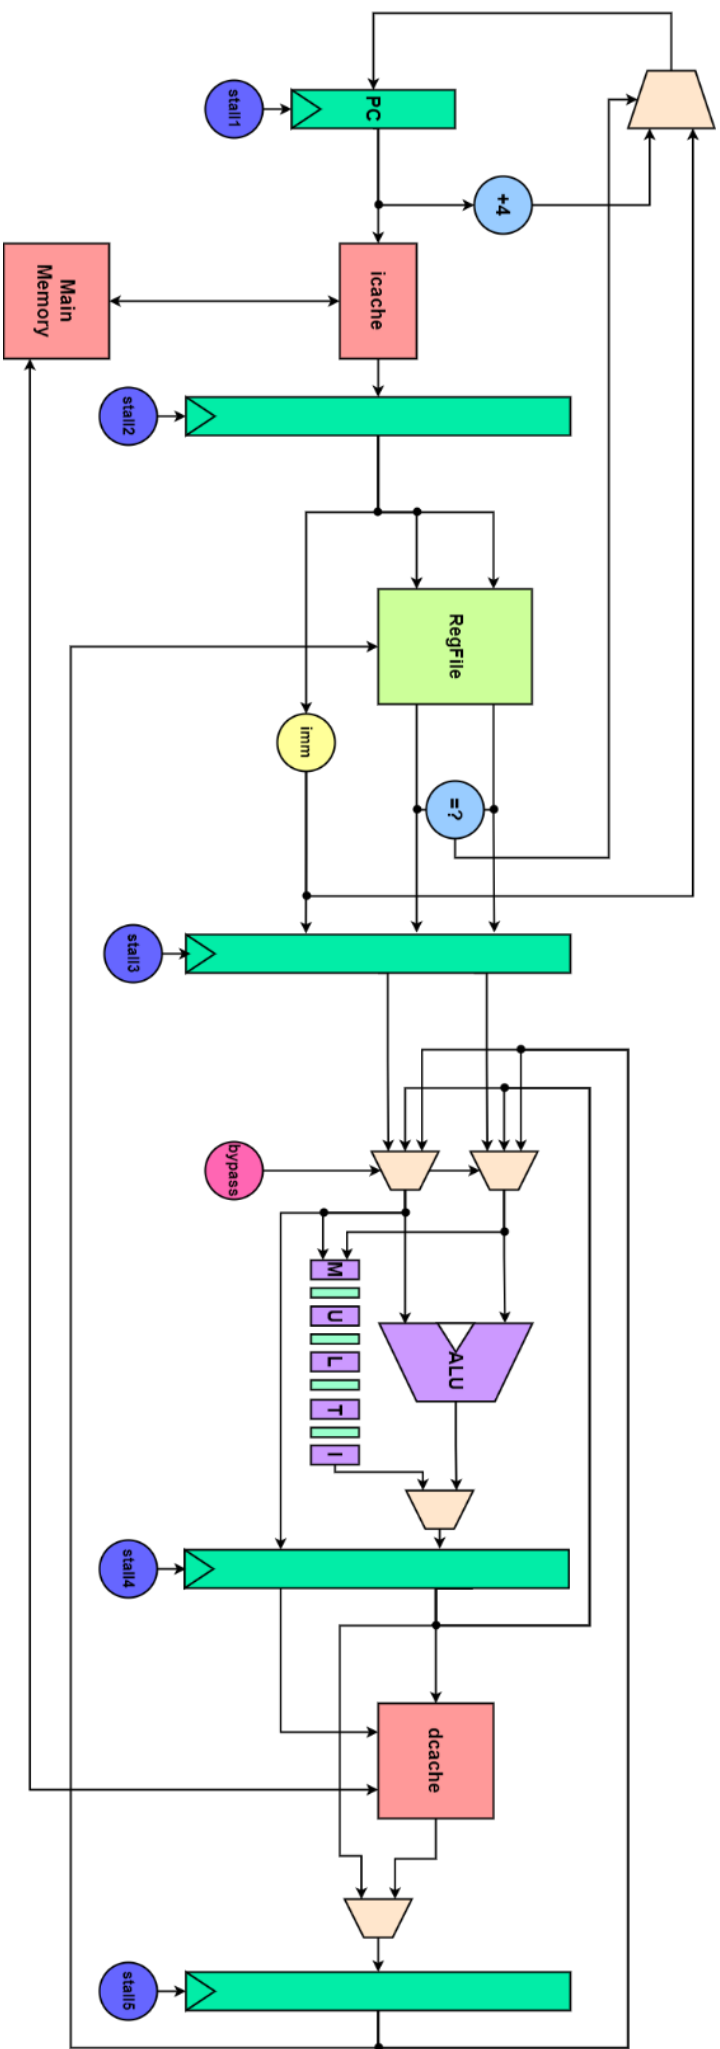 PC
stall1
+4
icache
Main
Memory
stall2
RegFile
imm
=?
stall3
bypass
M
U
L
T
I
ALU
stall4
dcache
stall5